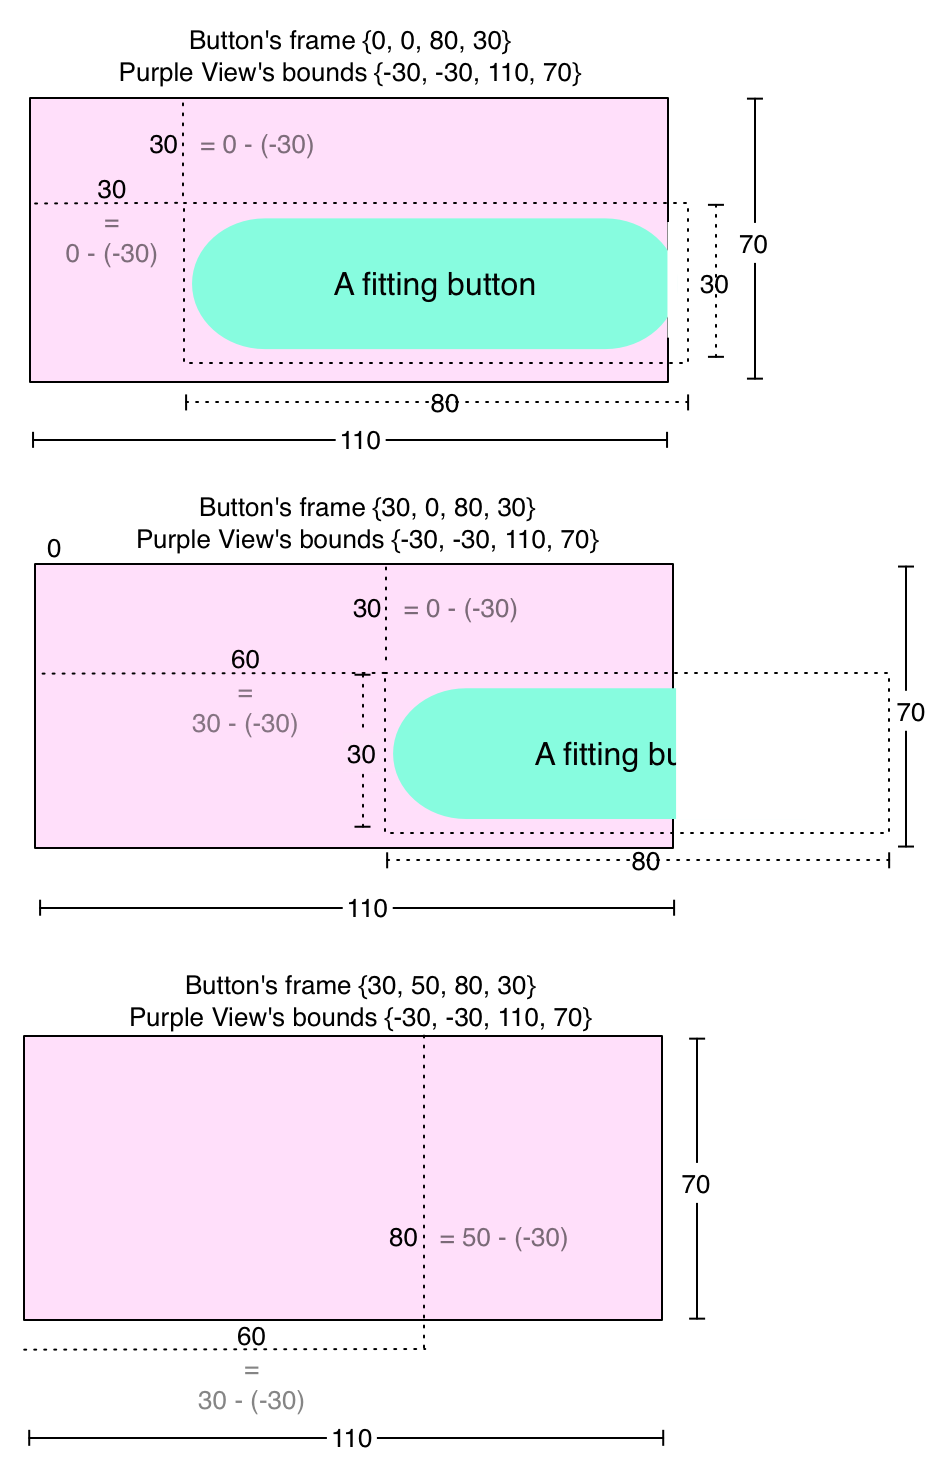 Button's frame {0, 0, 80, 30}
Purple View's bounds {-30, -30, 110, 70}
30 = 0 - (-30)
30
=
0 - (-30)
A fitting button
70
30
80
110
Button's frame {30, 0, 80, 30}
Purple View's bounds {-30, -30, 110, 70}
0
30 = 0 - (-30)
60
=
30 - (-30)
70
30
A fitting bu
80
110
Button's frame {30, 50, 80, 30}
Purple View's bounds {-30, -30, 110, 70}
70
80 = 50 - (-30)
60
=
30 - (-30)
110